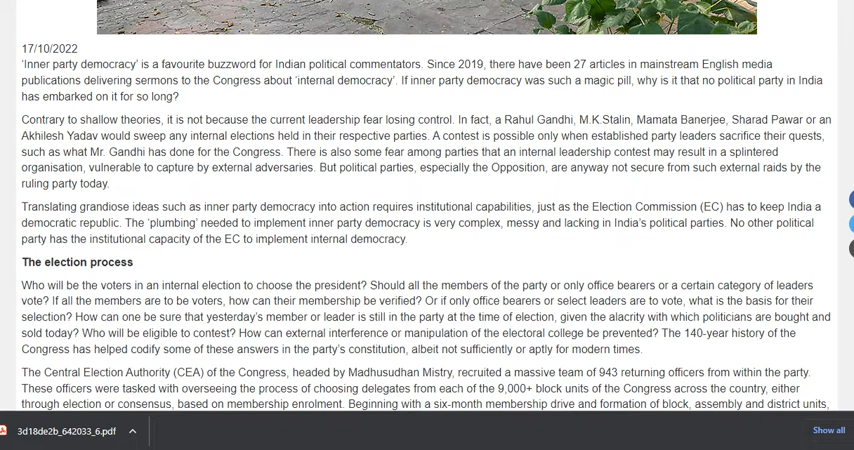 17/10/2022
‘Inner party democracy’ is a favourite buzzword for Indian political commentators. Since 2019, there have been 27 articles in mainstream English media
publications delivering sermons to the Congress about ‘internal democracy’. If inner party democracy was such a magic pill, why is it that no political party in India
has embarked on it for so long?
Contrary to shallow theories, it is not because the current leadership fear losing control. In fact, a Rahul Gandhi, M.K.Stalin, Mamata Banerjee, Sharad Pawar or an
Akhilesh Yadav would sweep any internal elections held in their respective parties. A contest is possible only when established party leaders sacrifice their quests,
such as what Mr. Gandhi has done for the Congress. There is also some fear among parties that an internal leadership contest may result in a splintered
organisation, vulnerable to capture by external adversaries. But political parties, especially the Opposition, are anyway not secure from such external raids by the
ruling party today.
Translating grandiose ideas such as inner party democracy into action requires institutional capabilities, just as the Election Commission (EC) has to keep India a
democratic republic. The ‘plumbing’ needed to implement inner party democracy is very complex, messy and lacking in India’s political parties. No other political
party has the institutional capacity of the EC to implement internal democracy.
The election process
Who will be the voters in an internal election to choose the president? Should all the members of the party or only office bearers or a certain category of leaders
vote? If all the members are to be voters, how can their membership be verified? Or if only office bearers or select leaders are to vote, what is the basis for their
selection? How can one be sure that yesterday’s member or leader is still in the party at the time of election, given the alacrity with which politicians are bought and
sold today? Who will be eligible to contest? How can external interference or manipulation of the electoral college be prevented? The 140-year history of the
Congress has helped codify some of these answers in the party’s constitution, albeit not sufficiently or aptly for modern times.
The Central Election Authority (CEA) of the Congress, headed by Madhusudhan Mistry, recruited a massive team of 943 returning officers from within the party.
These officers were tasked with overseeing the process of choosing delegates from each of the 9,000+ block units of the Congress across the country, either
through election or consensus, based on membership enrolment. Beginning with a six-month membership drive and formation of block, assembly and district units,
3d18de2b_642033_6.pdf
Show all